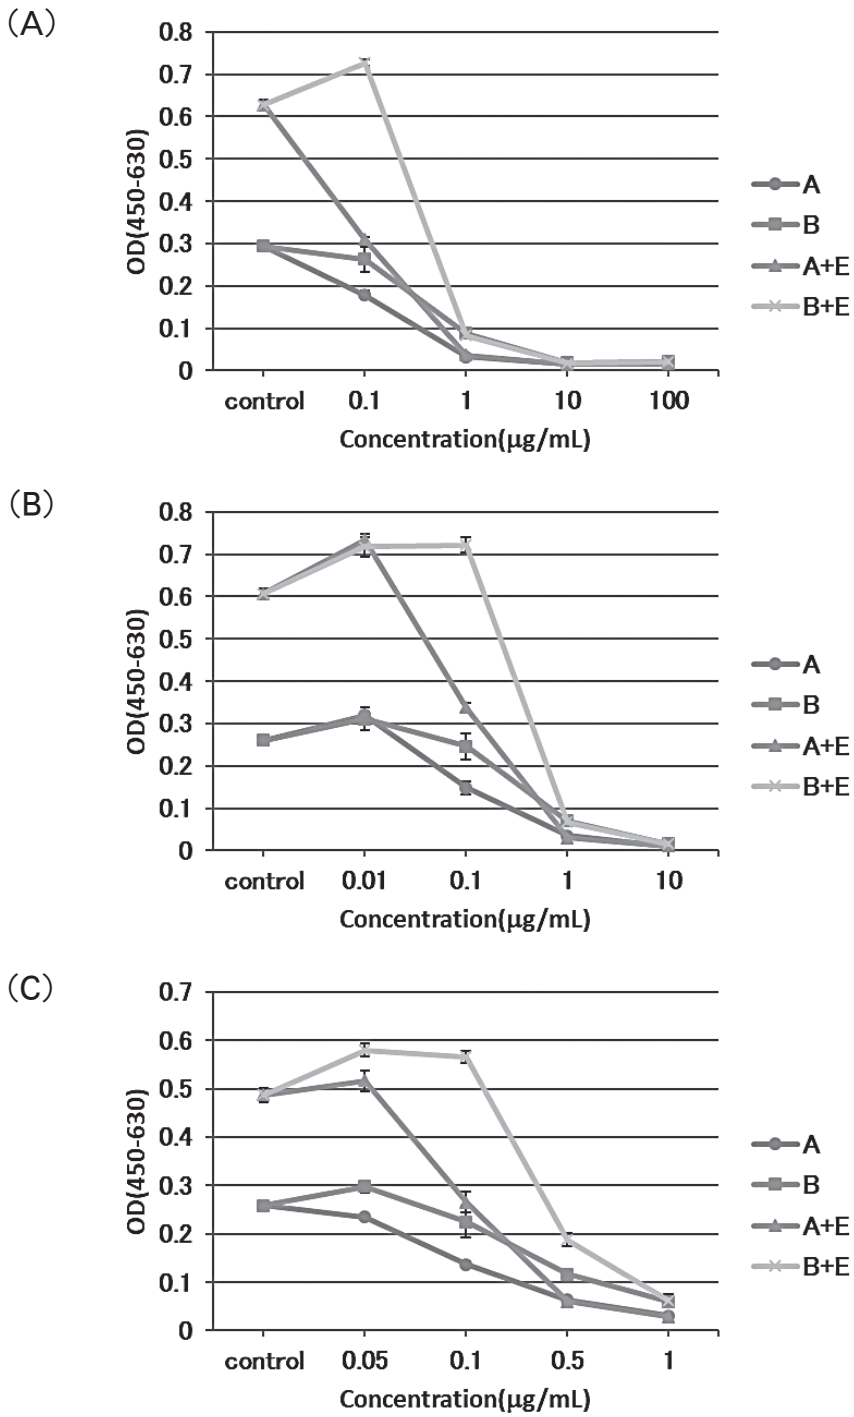 （A）
0.8
0.7
0.6
0.5
0.4
0.3
0.2
0.1
0
OD(450-630)
control 0.1 1 10 100
Concentration(μg/mL)
A
B
A+E
B+E
（B）
0.8
0.7
0.6
0.5
0.4
0.3
0.2
0.1
0
OD(450-630)
control 0.01 0.1 1 10
Concentration(μg/mL)
A
B
A+E
B+E
（C）
0.7
0.6
0.5
0.4
0.3
0.2
0.1
0
OD(450-630)
control 0.05 0.1 0.5 1
Concentration(μg/mL)
A
B
A+E
B+E